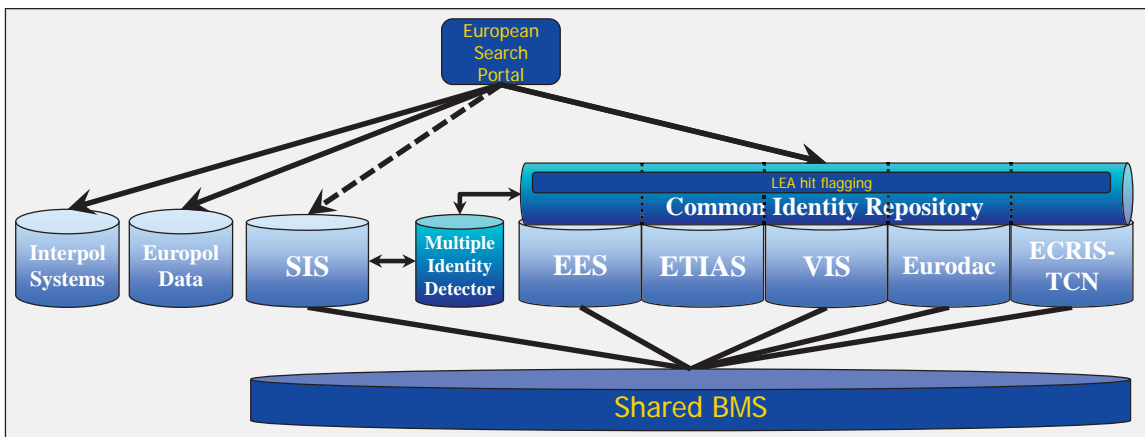 European
Search
Portal
LEA hit flagging
Common Identity Repository
Interpol
Systems
Europol
Data
SIS
Multiple
Identity
Detector
EES
ETIAS
VIS
Eurodac
ECRIS-
TCN
Shared BMS